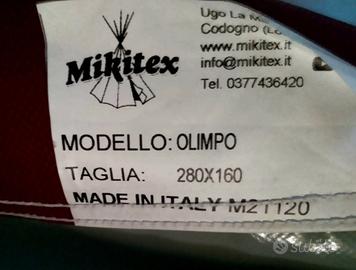 Ugo La
Codogno
www.mikitex.it
info@mikitex.it
Tel. 0377436420
Mikitex
MODELLO: OLIMPO
TAGLIA: 280X160
MADE IN ITALY M21120
subito